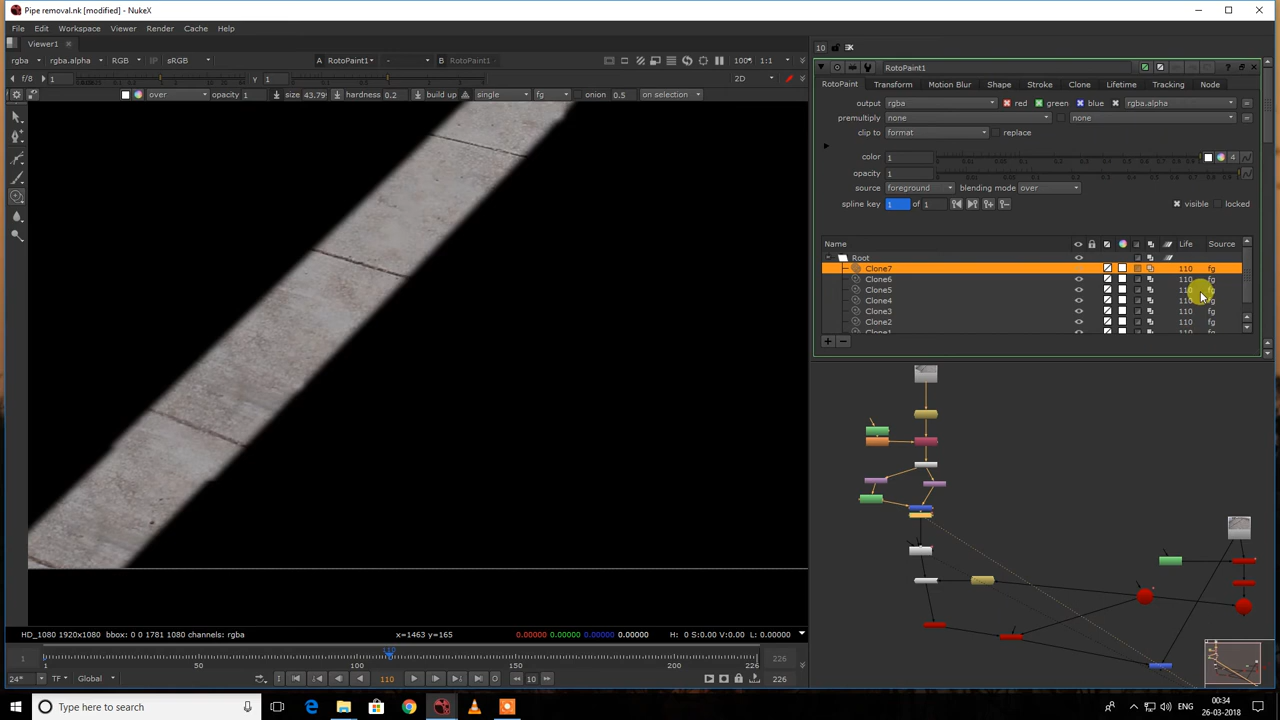 Pipe removal.nk [modified] - NukeX
File Edit Workspace Viewer Render Cache Help
Viewer1
rgba rgba.alpha RGB IP sRGB A RotoPaint1 - B RotoPaint1 100% 1:1
f/8 1 Y 1 2D
over opacity 1 size 43.79 hardness 0.2 build up single fg onion 0.5 on selection
10
RotoPaint1
RotoPaint Transform Motion Blur Shape Stroke Clone Lifetime Tracking Node
output rgba red green blue rgba.alpha =
premultiply none none =
clip to format replace
color 1 4
opacity 1
source foreground blending mode over
spline key 1 of 1 visible locked
Name Life Source
Root
Clone7 110 fg
Clone6 110 fg
Clone5 110 fg
Clone4 110 fg
Clone3 110 fg
Clone2 110 fg
HD_1080 1920x1080 bbox: 0 0 1781 1080 channels: rgba x=1463 y=165 0.00000 0.00000 0.00000 0.00000 H: 0 S:0.00 V:0.00 L: 0.00000
1 1 50 100 110 150 200 226 226
24* TF Global 110 10 226
Type here to search
00:34
26-03-2018